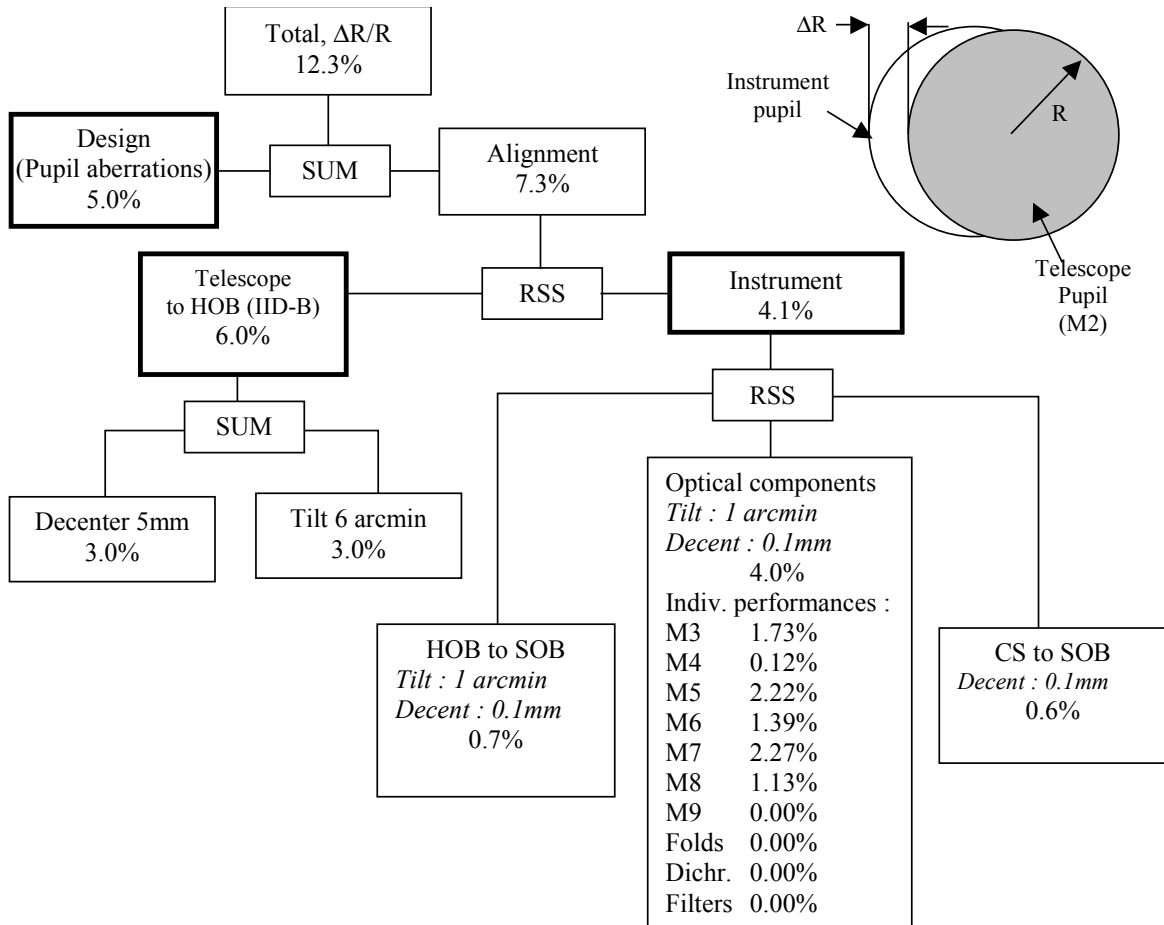 Total, ΔR/R
12.3%
Design
(Pupil aberrations)
5.0%
SUM
Alignment
7.3%
ΔR
Instrument
pupil
R
Telescope
Pupil
(M2)
Telescope
to HOB (IID-B)
6.0%
RSS
Instrument
4.1%
SUM
RSS
Decenter 5mm
3.0%
Tilt 6 arcmin
3.0%
HOB to SOB
Tilt : 1 arcmin
Decent : 0.1mm
0.7%
Optical components
Tilt : 1 arcmin
Decent : 0.1mm
4.0%
Indiv. performances :
M3 1.73%
M4 0.12%
M5 2.22%
M6 1.39%
M7 2.27%
M8 1.13%
M9 0.00%
Folds 0.00%
Dichr. 0.00%
Filters 0.00%
CS to SOB
Decent : 0.1mm
0.6%